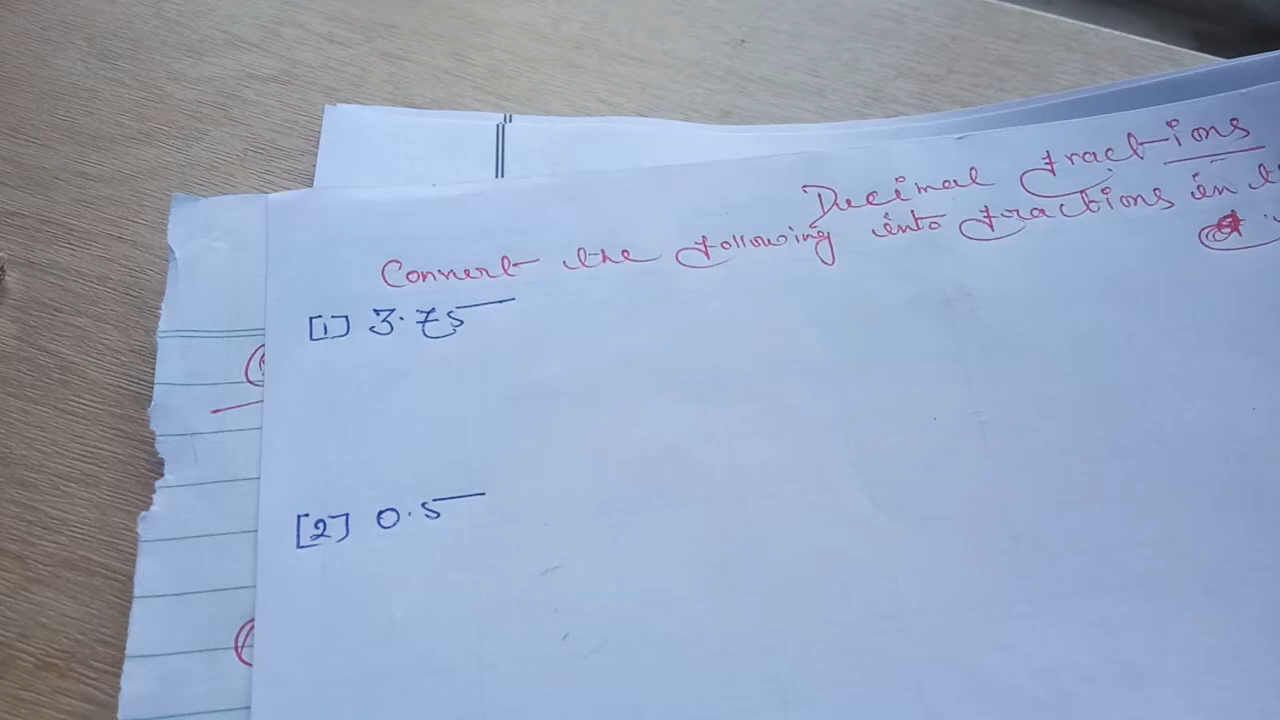 Decimal fractions
Convert the following into fractions in
[1] 3.75
[2] 0.5